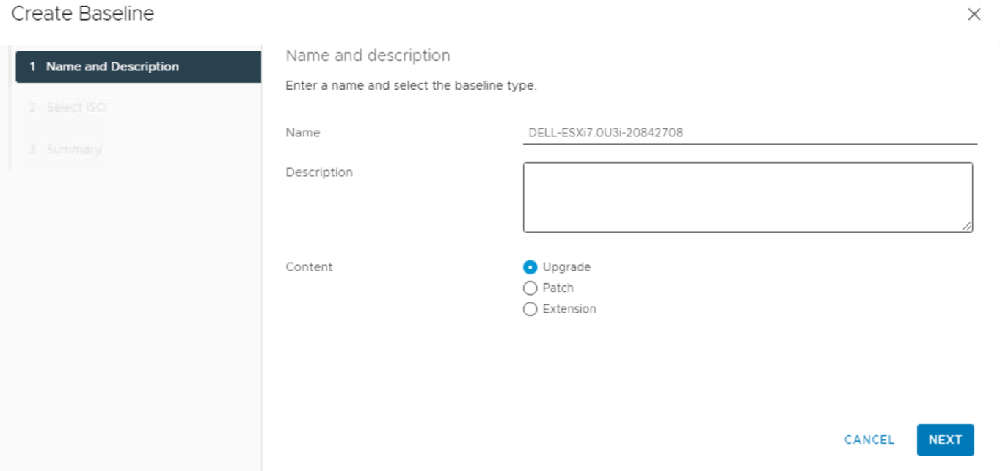 Create Baseline
1 Name and Description
2 Select ISO
3 Summary
Name and description
Enter a name and select the baseline type.
Name
DELL-ESXi7.0U3i-20842708
Description
Content
Upgrade
Patch
Extension
CANCEL
NEXT